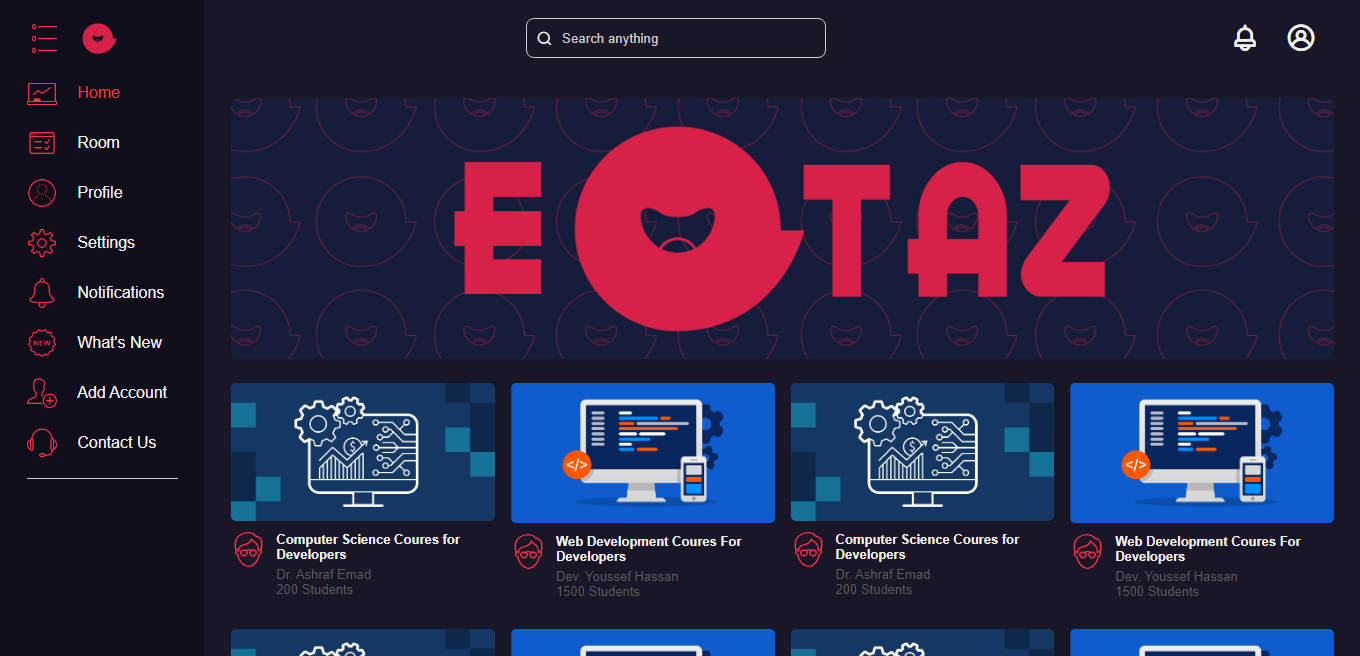 Search anything
Home
Room
Profile
Settings
Notifications
NEW
What's New
Add Account
Contact Us
EOTAZ
$
</>
$
</>
Computer Science Coures for
Developers
Dr. Ashraf Emad
200 Students
Web Development Coures For
Developers
Dev. Youssef Hassan
1500 Students
Computer Science Coures for
Developers
Dr. Ashraf Emad
200 Students
Web Development Coures For
Developers
Dev. Youssef Hassan
1500 Students